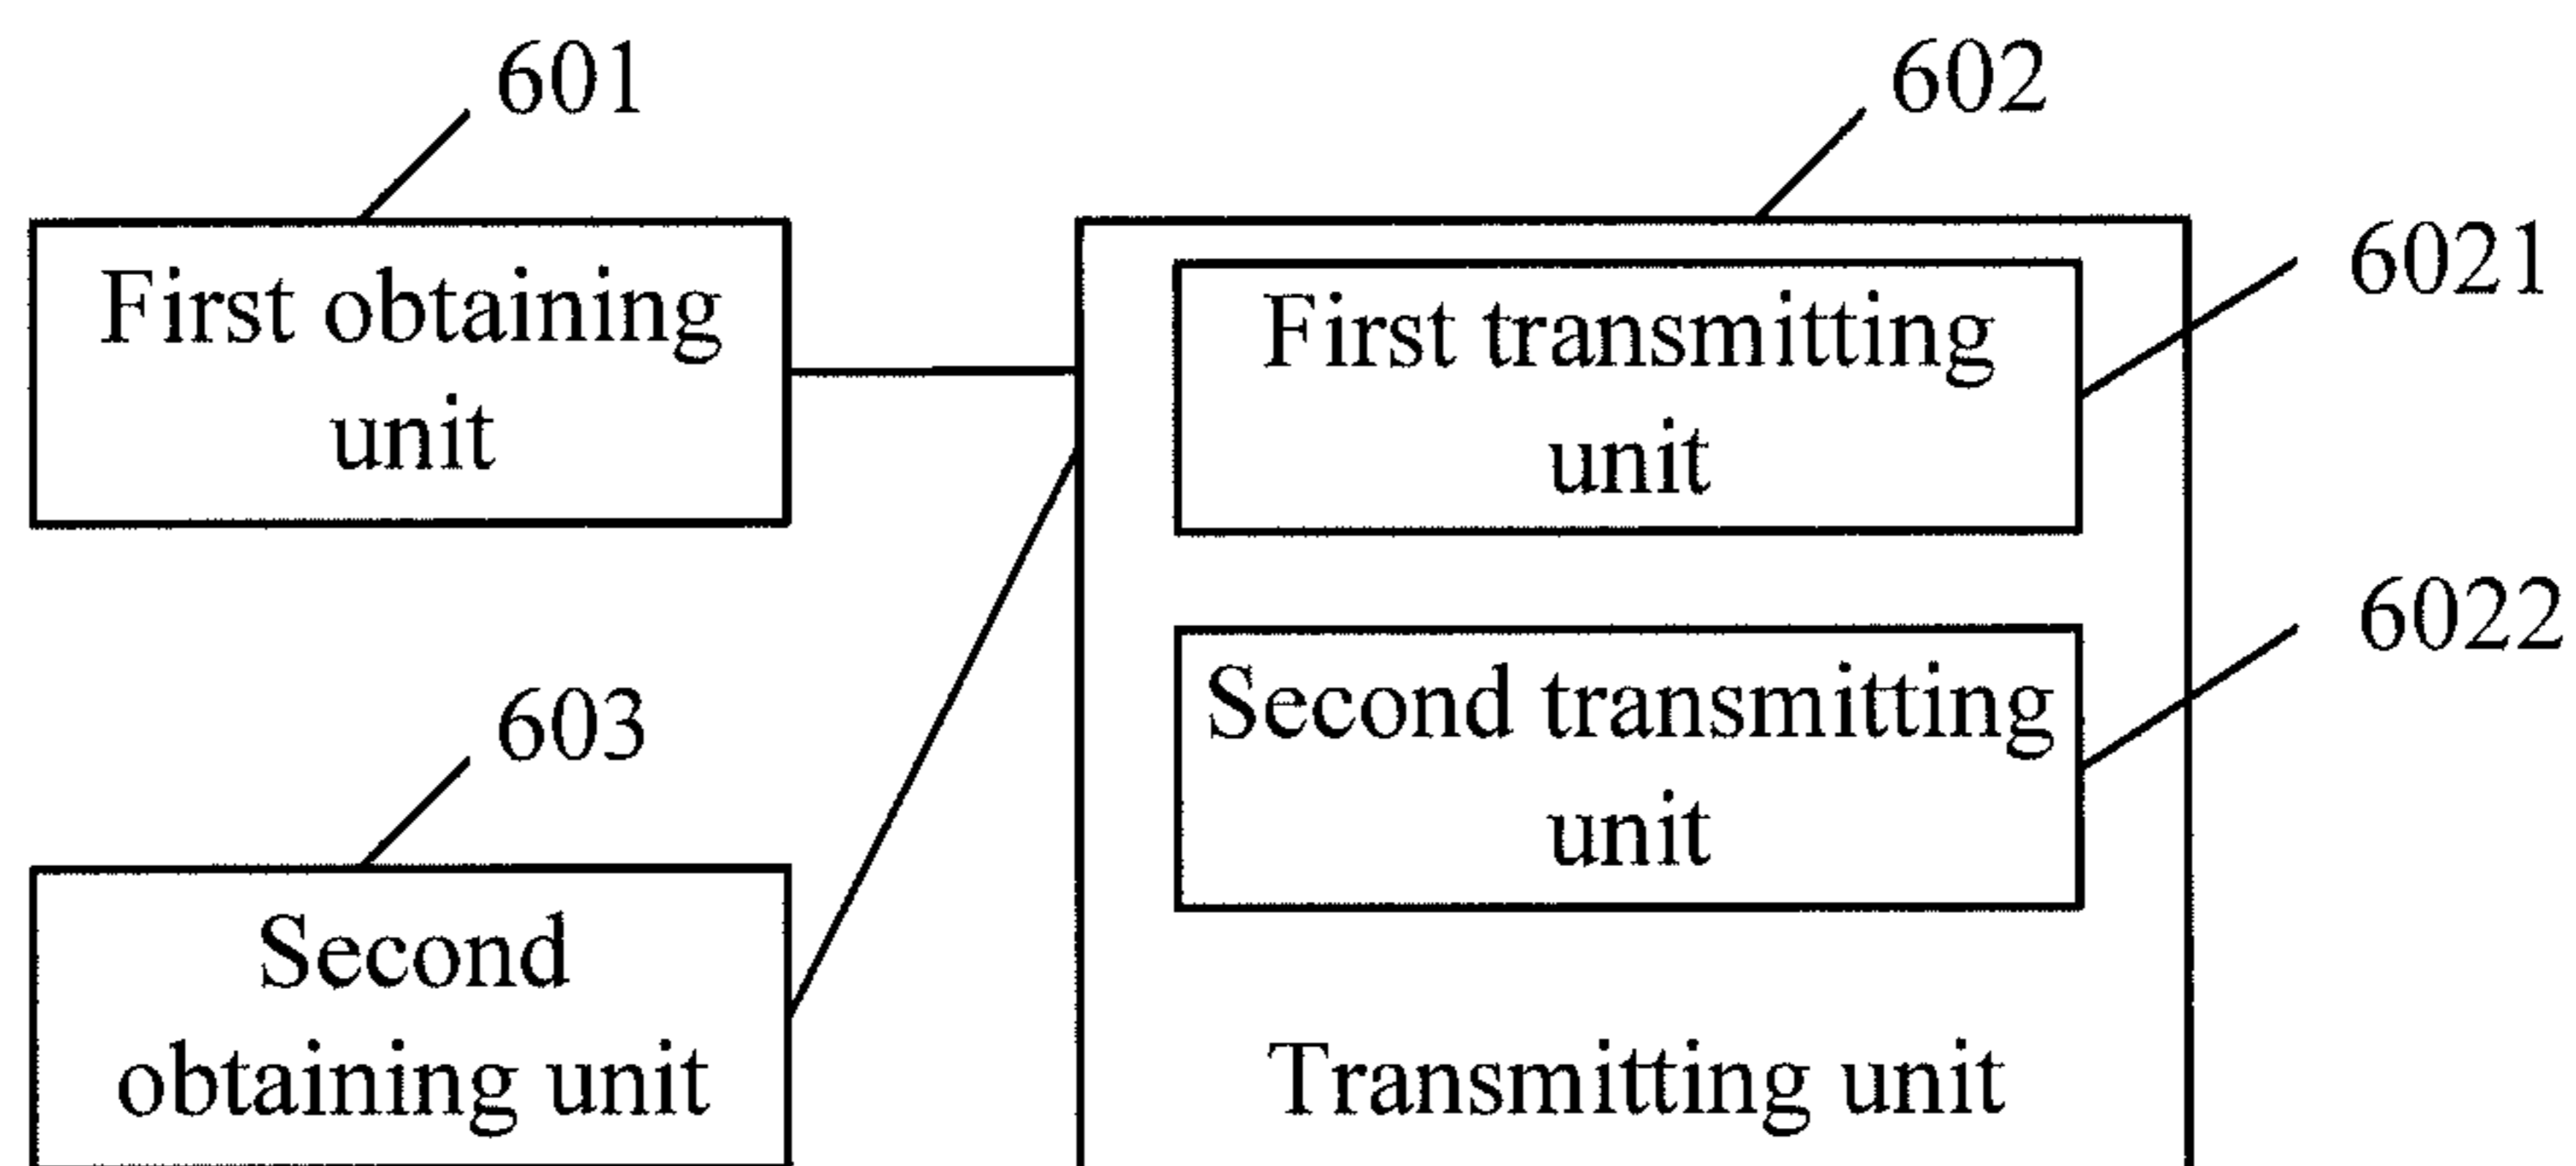 601
602
First obtaining
unit
First transmitting
unit
6021
Second transmitting
unit
6022
603
Second
obtaining unit
Transmitting unit